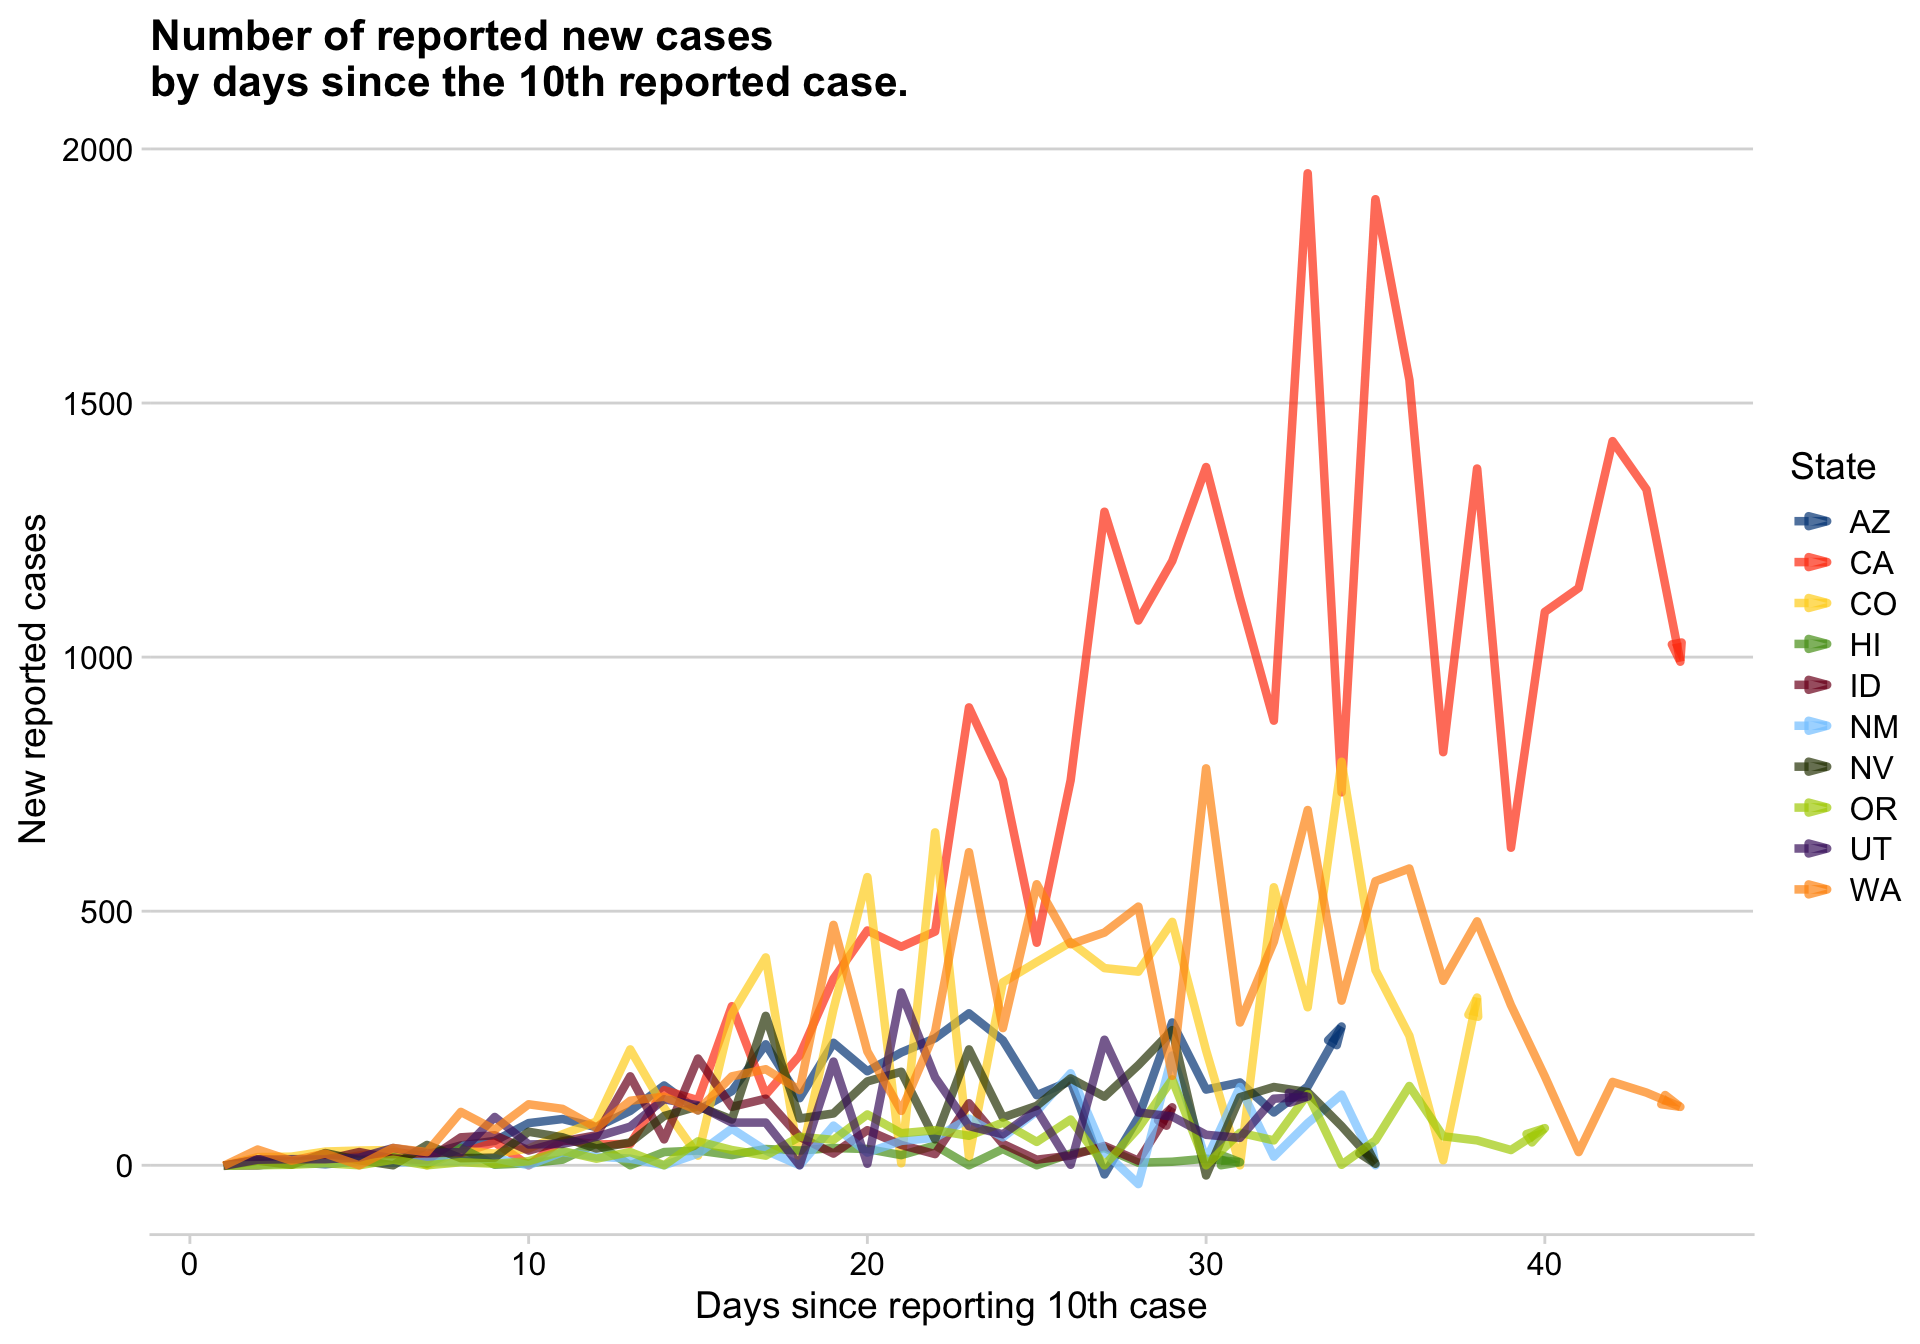 Number of reported new cases
by days since the 10th reported case.
2000
1500
1000
500
0
New reported cases
0 10 20 30 40
Days since reporting 10th case
State
AZ
CA
CO
HI
ID
NM
NV
OR
UT
WA